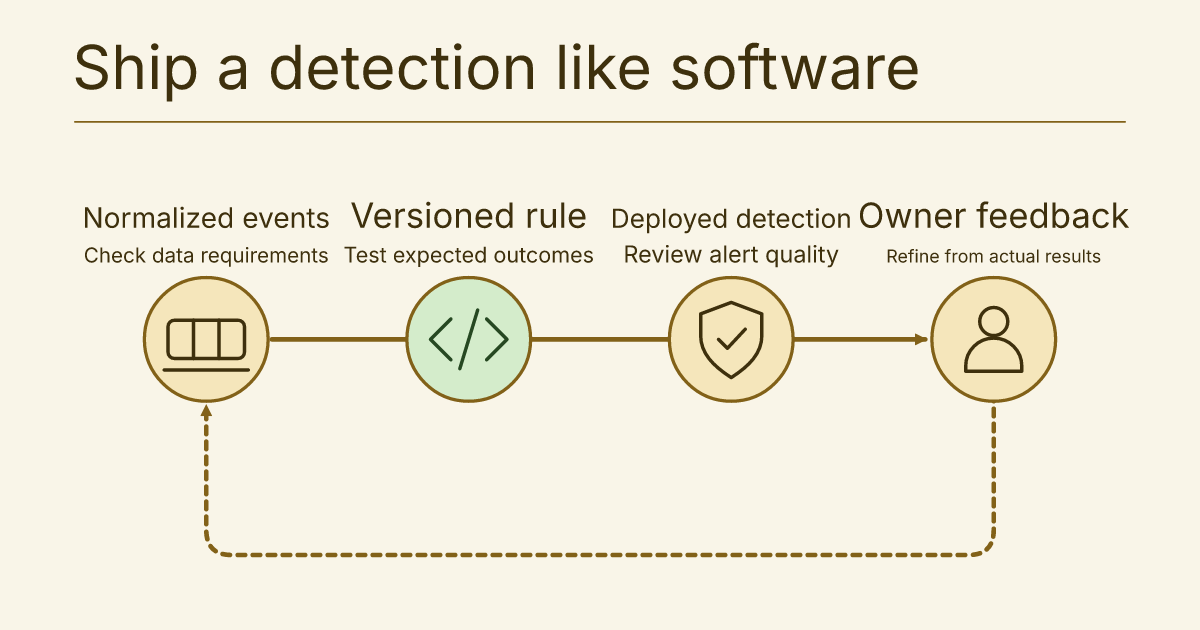 Ship a detection like software
Normalized events
Check data requirements
Versioned rule
Test expected outcomes
Deployed detection
Review alert quality
Owner feedback
Refine from actual results